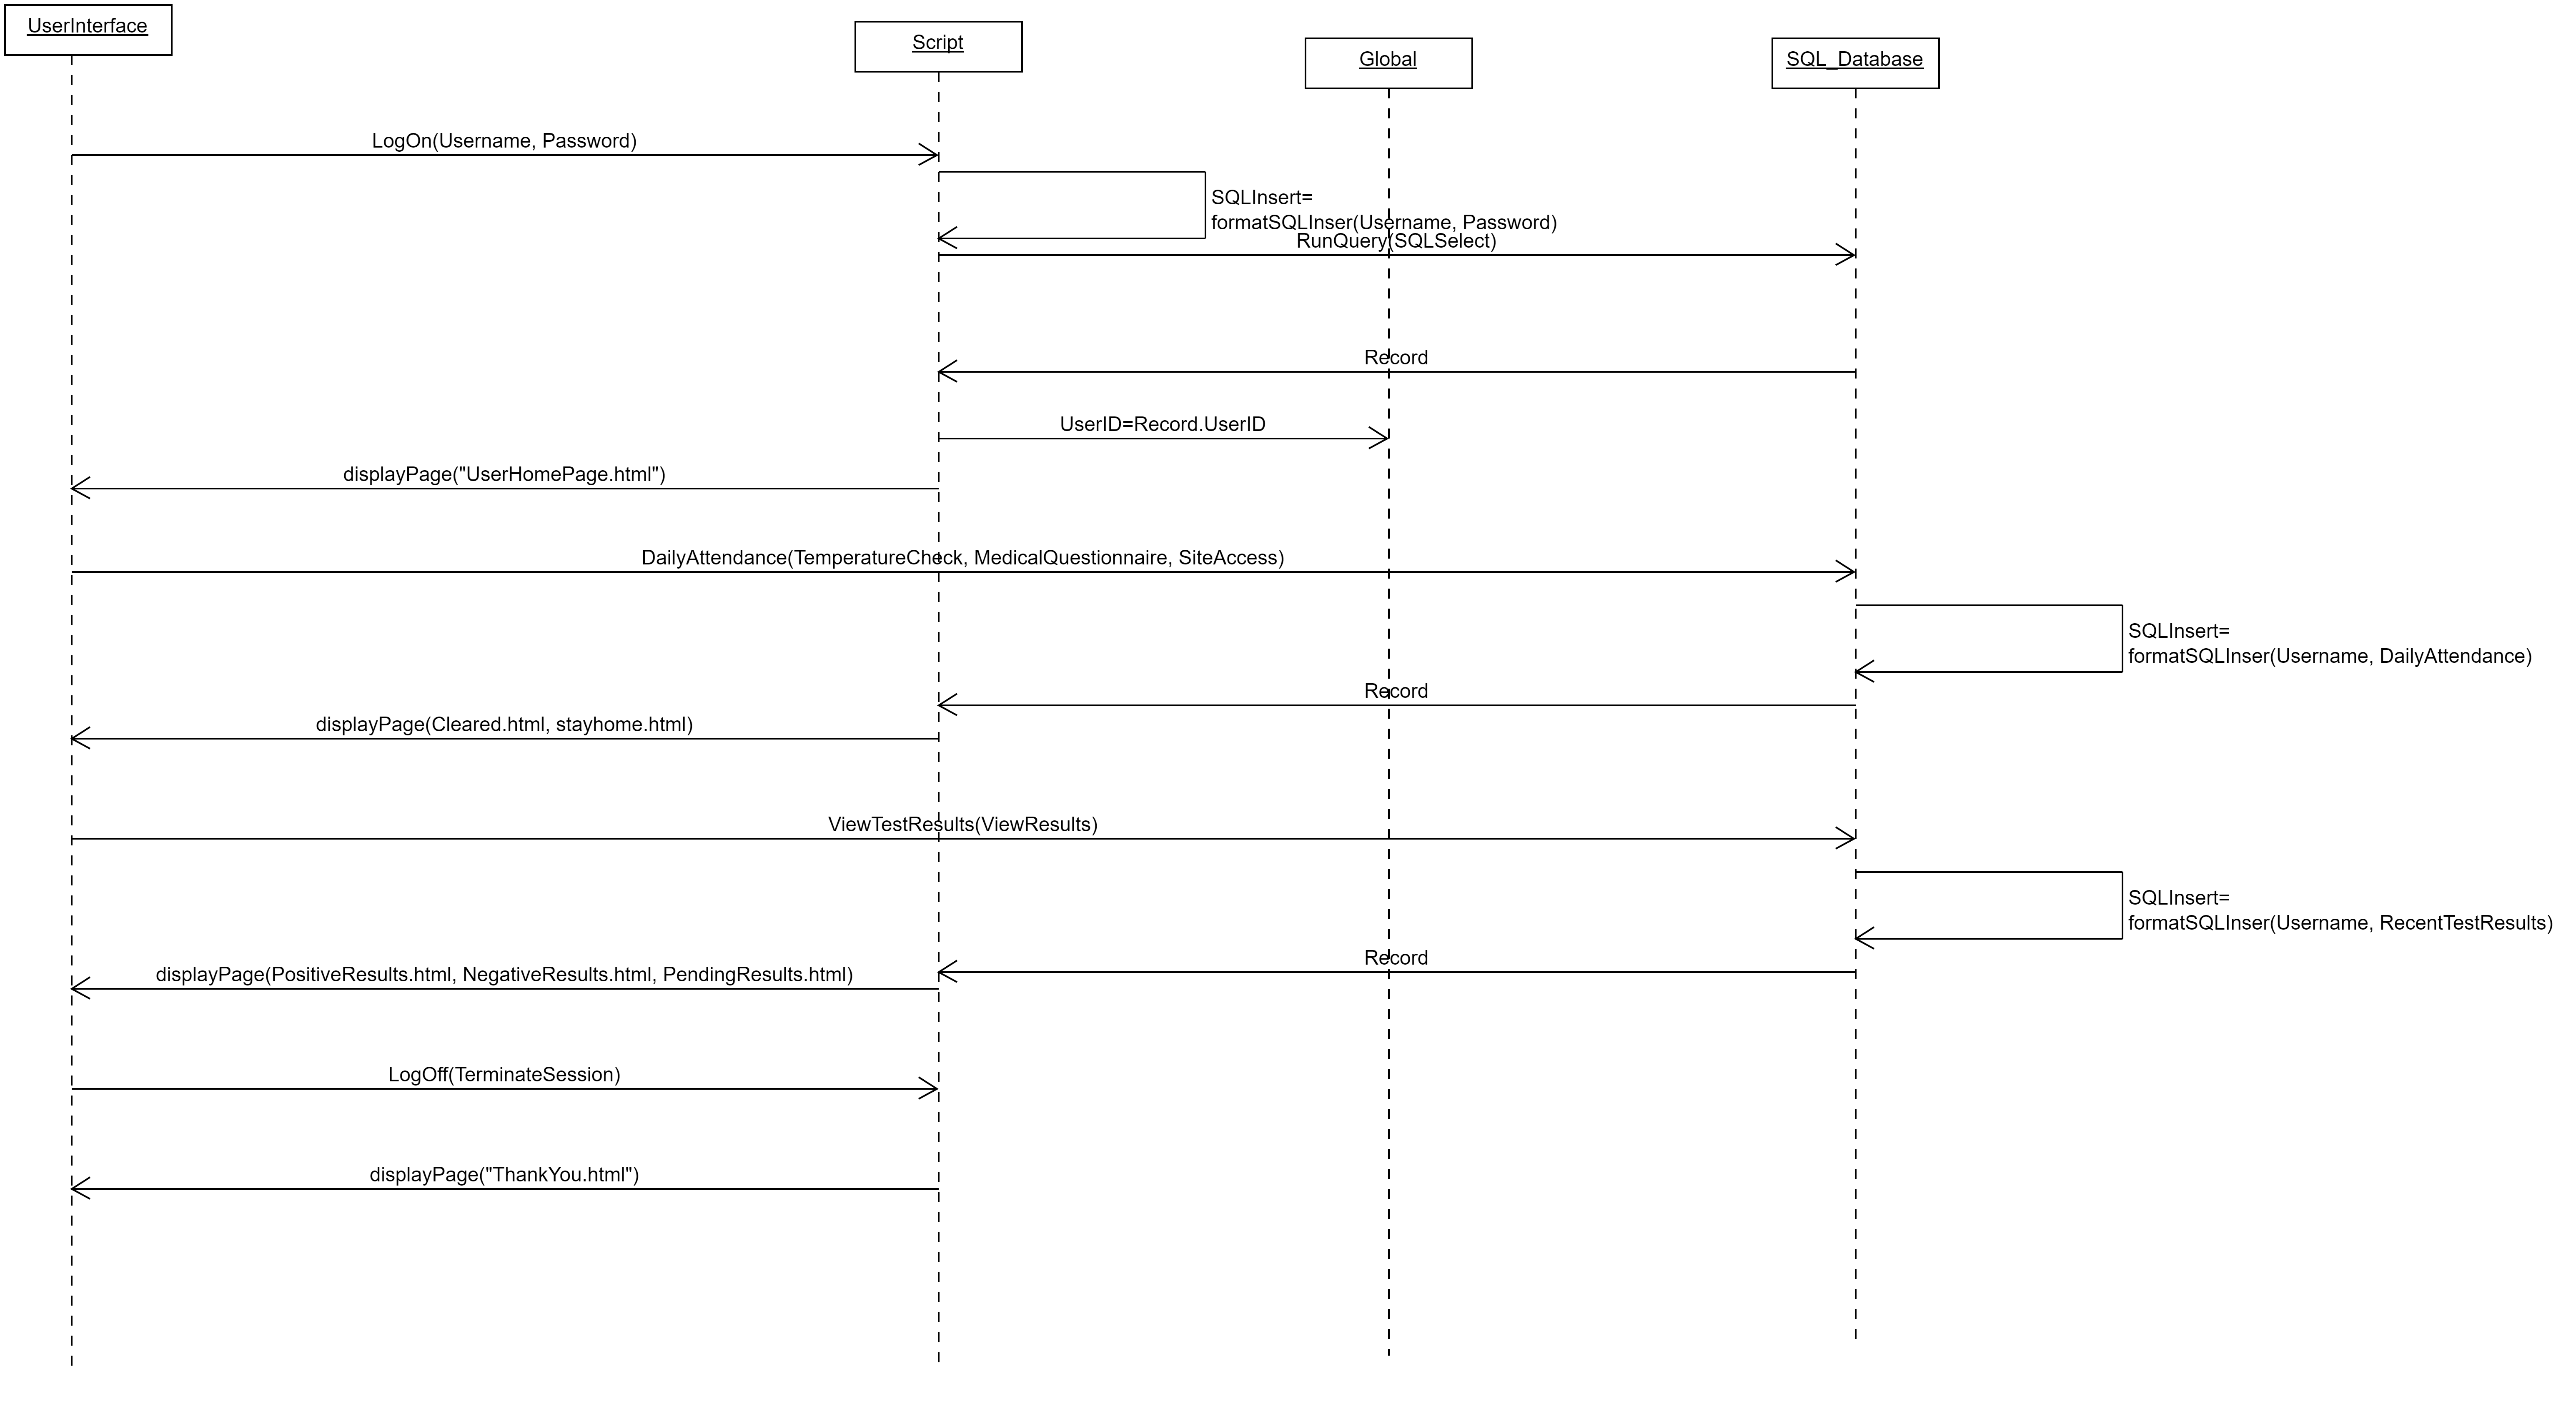 UserInterface
Script
Global
SQL_Database
LogOn(Username, Password)
SQLInsert=
formatSQLInser(Username, Password)
RunQuery(SQLSelect)
Record
UserID=Record.UserID
displayPage("UserHomePage.html")
DailyAttendance(TemperatureCheck, MedicalQuestionnaire, SiteAccess)
SQLInsert=
formatSQLInser(Username, DailyAttendance)
Record
displayPage(Cleared.html, stayhome.html)
ViewTestResults(ViewResults)
SQLInsert=
formatSQLInser(Username, RecentTestResults)
Record
displayPage(PositiveResults.html, NegativeResults.html, PendingResults.html)
LogOff(TerminateSession)
displayPage("ThankYou.html")